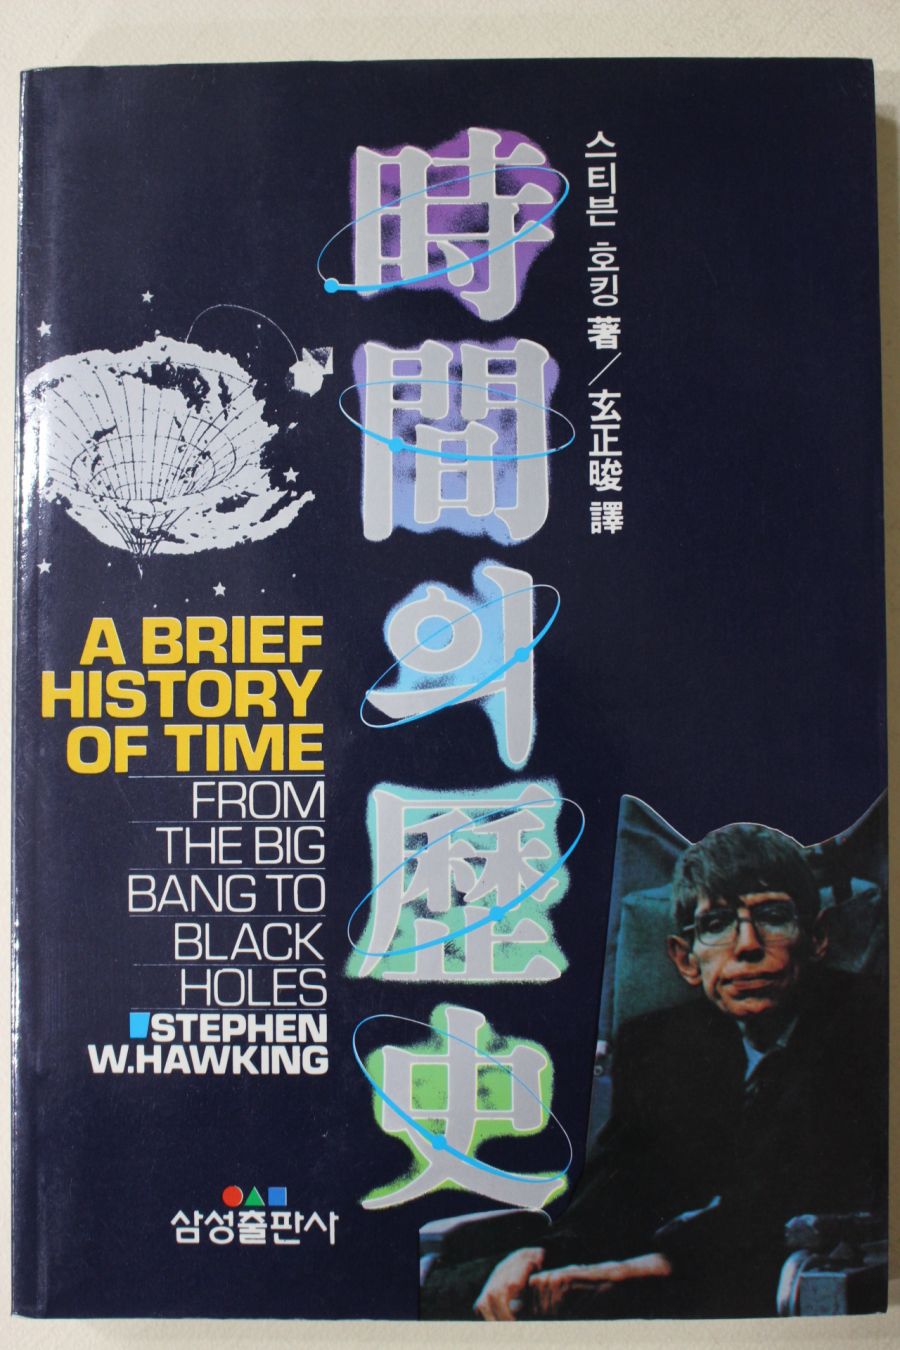 時間의歷史
스티븐 호킹 著／玄正晙 譯
A BRIEF
HISTORY
OF TIME
FROM
THE BIG
BANG TO
BLACK
HOLES
STEPHEN
W.HAWKING
삼성출판사